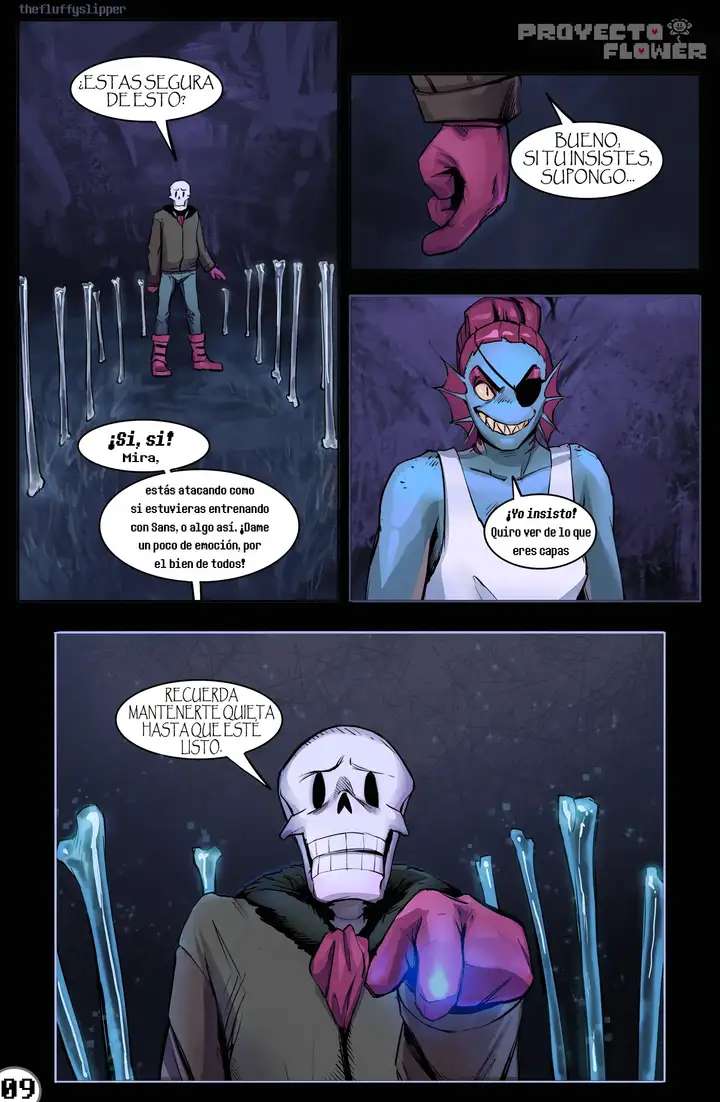 thefluffyslipper
PROYECTO
FLOWER
¿ESTAS SEGURA
DE ESTO?
BUENO,
SI TU INSISTES,
SUPONGO...
¡Si, si!
Mira,
estás atacando como
si estuvieras entrenando
con Sans, o algo así. ¡Dame
un poco de emoción, por
el bien de todos!
¡Yo insisto!
Quiro ver de lo que
eres capas
RECUERDA
MANTENERTE QUIETA
HASTA QUE ESTÉ
LISTO.
09